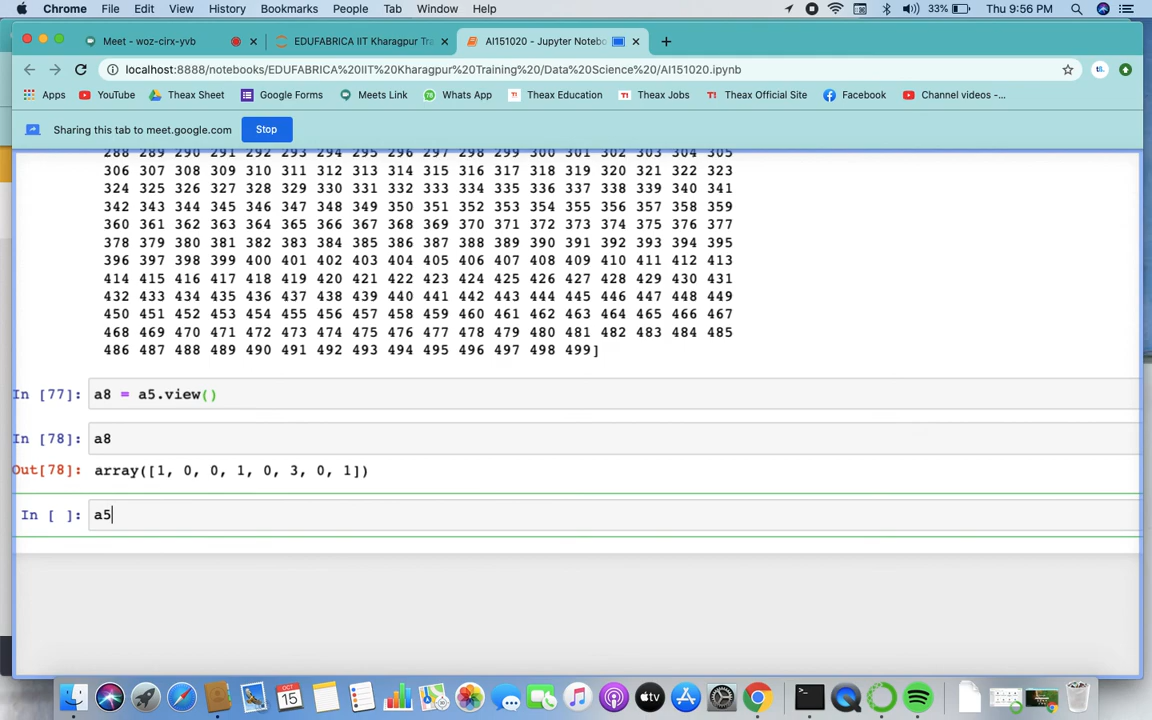 Chrome File Edit View History Bookmarks People Tab Window Help 33% Thu 9:56 PM
Meet - woz-cirx-yvb
EDUFABRICA IIT Kharagpur Tra
AI151020 - Jupyter Notebo
localhost:8888/notebooks/EDUFABRICA%20IIT%20Kharagpur%20Training%20/Data%20Science%20/AI151020.ipynb
Apps YouTube Theax Sheet Google Forms Meets Link Whats App Theax Education Theax Jobs Theax Official Site Facebook Channel videos -...
Sharing this tab to meet.google.com Stop
288 289 290 291 292 293 294 295 296 297 298 299 300 301 302 303 304 305
306 307 308 309 310 311 312 313 314 315 316 317 318 319 320 321 322 323
324 325 326 327 328 329 330 331 332 333 334 335 336 337 338 339 340 341
342 343 344 345 346 347 348 349 350 351 352 353 354 355 356 357 358 359
360 361 362 363 364 365 366 367 368 369 370 371 372 373 374 375 376 377
378 379 380 381 382 383 384 385 386 387 388 389 390 391 392 393 394 395
396 397 398 399 400 401 402 403 404 405 406 407 408 409 410 411 412 413
414 415 416 417 418 419 420 421 422 423 424 425 426 427 428 429 430 431
432 433 434 435 436 437 438 439 440 441 442 443 444 445 446 447 448 449
450 451 452 453 454 455 456 457 458 459 460 461 462 463 464 465 466 467
468 469 470 471 472 473 474 475 476 477 478 479 480 481 482 483 484 485
486 487 488 489 490 491 492 493 494 495 496 497 498 499]
In [77]: a8 = a5.view()
In [78]: a8
Out[78]: array([1, 0, 0, 1, 0, 3, 0, 1])
In [ ]: a5
OCT
15
tv